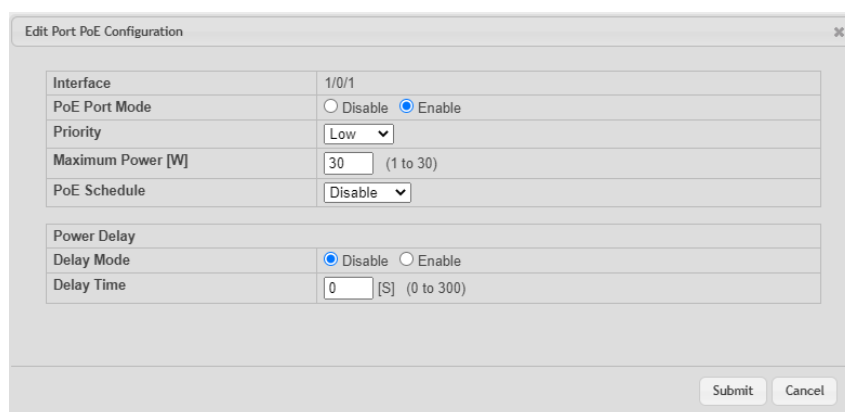 Edit Port PoE Configuration
Interface 1/0/1
PoE Port Mode Disable Enable
Priority Low
Maximum Power [W] 30 (1 to 30)
PoE Schedule Disable
Power Delay
Delay Mode Disable Enable
Delay Time 0 [S] (0 to 300)
Submit Cancel